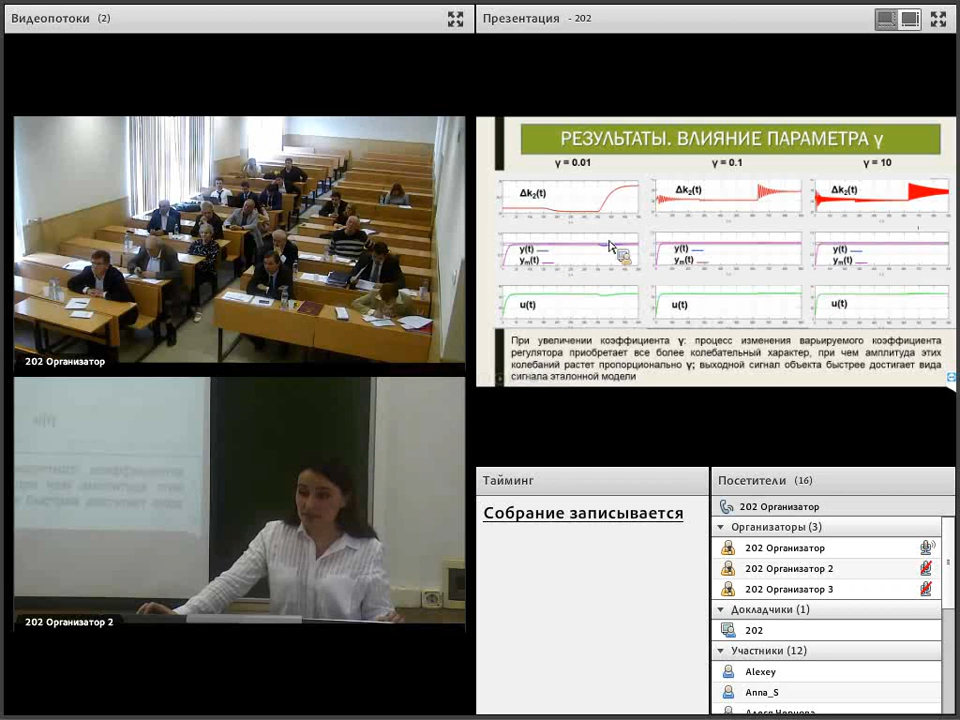 Видеопотоки (2)
202 Организатор
202 Организатор 2
Презентация - 202
РЕЗУЛЬТАТЫ. ВЛИЯНИЕ ПАРАМЕТРА γ
γ = 0.01 γ = 0.1 γ = 10
Δk₂(t) Δk₂(t) Δk₂(t)
y(t) y(t) y(t)
yₘ(t) yₘ(t) yₘ(t)
u(t) u(t) u(t)
При увеличении коэффициента γ: процесс изменения варьируемого коэффициента
регулятора приобретает все более колебательный характер, при чем амплитуда этих
колебаний растет пропорционально γ; выходной сигнал объекта быстрее достигает вида
сигнала эталонной модели
Тайминг
Собрание записывается
Посетители (16)
202 Организатор
Организаторы (3)
202 Организатор
202 Организатор 2
202 Организатор 3
Докладчики (1)
202
Участники (12)
Alexey
Anna_S